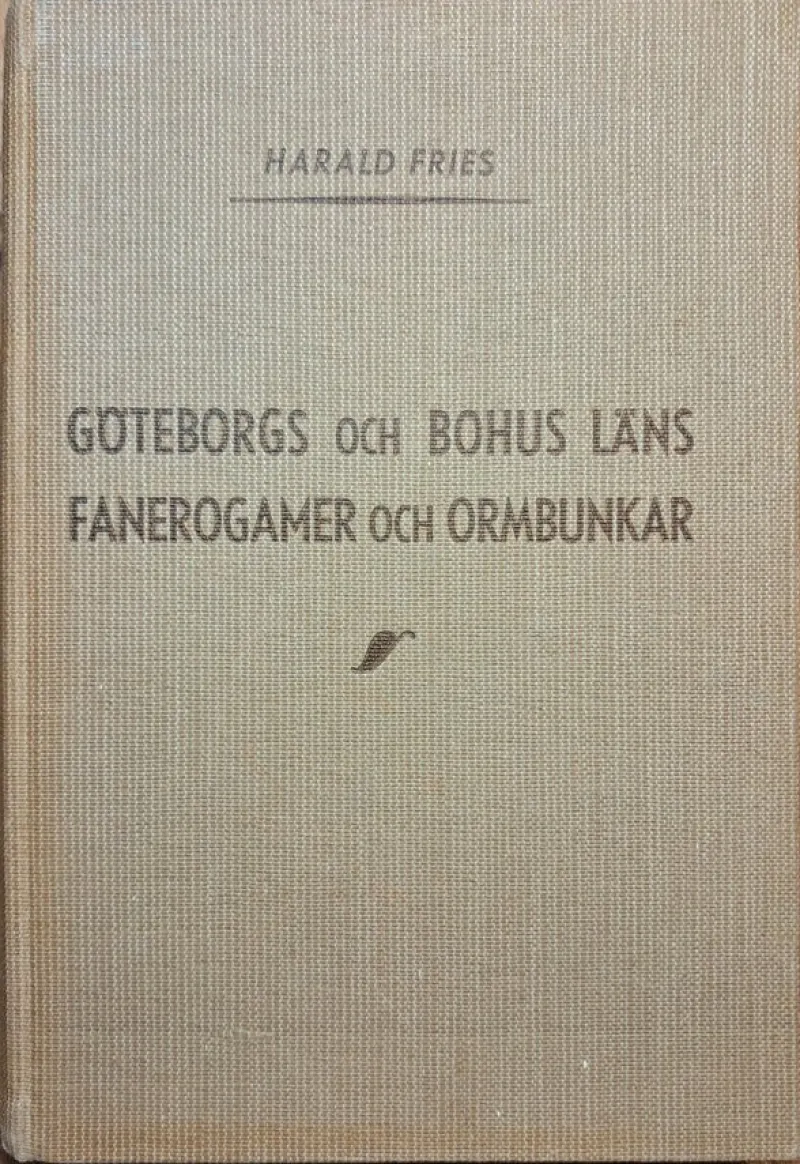 HARALD FRIES
GÖTEBORGS OCH BOHUS LÄNS
FANEROGAMER OCH ORMBUNKAR